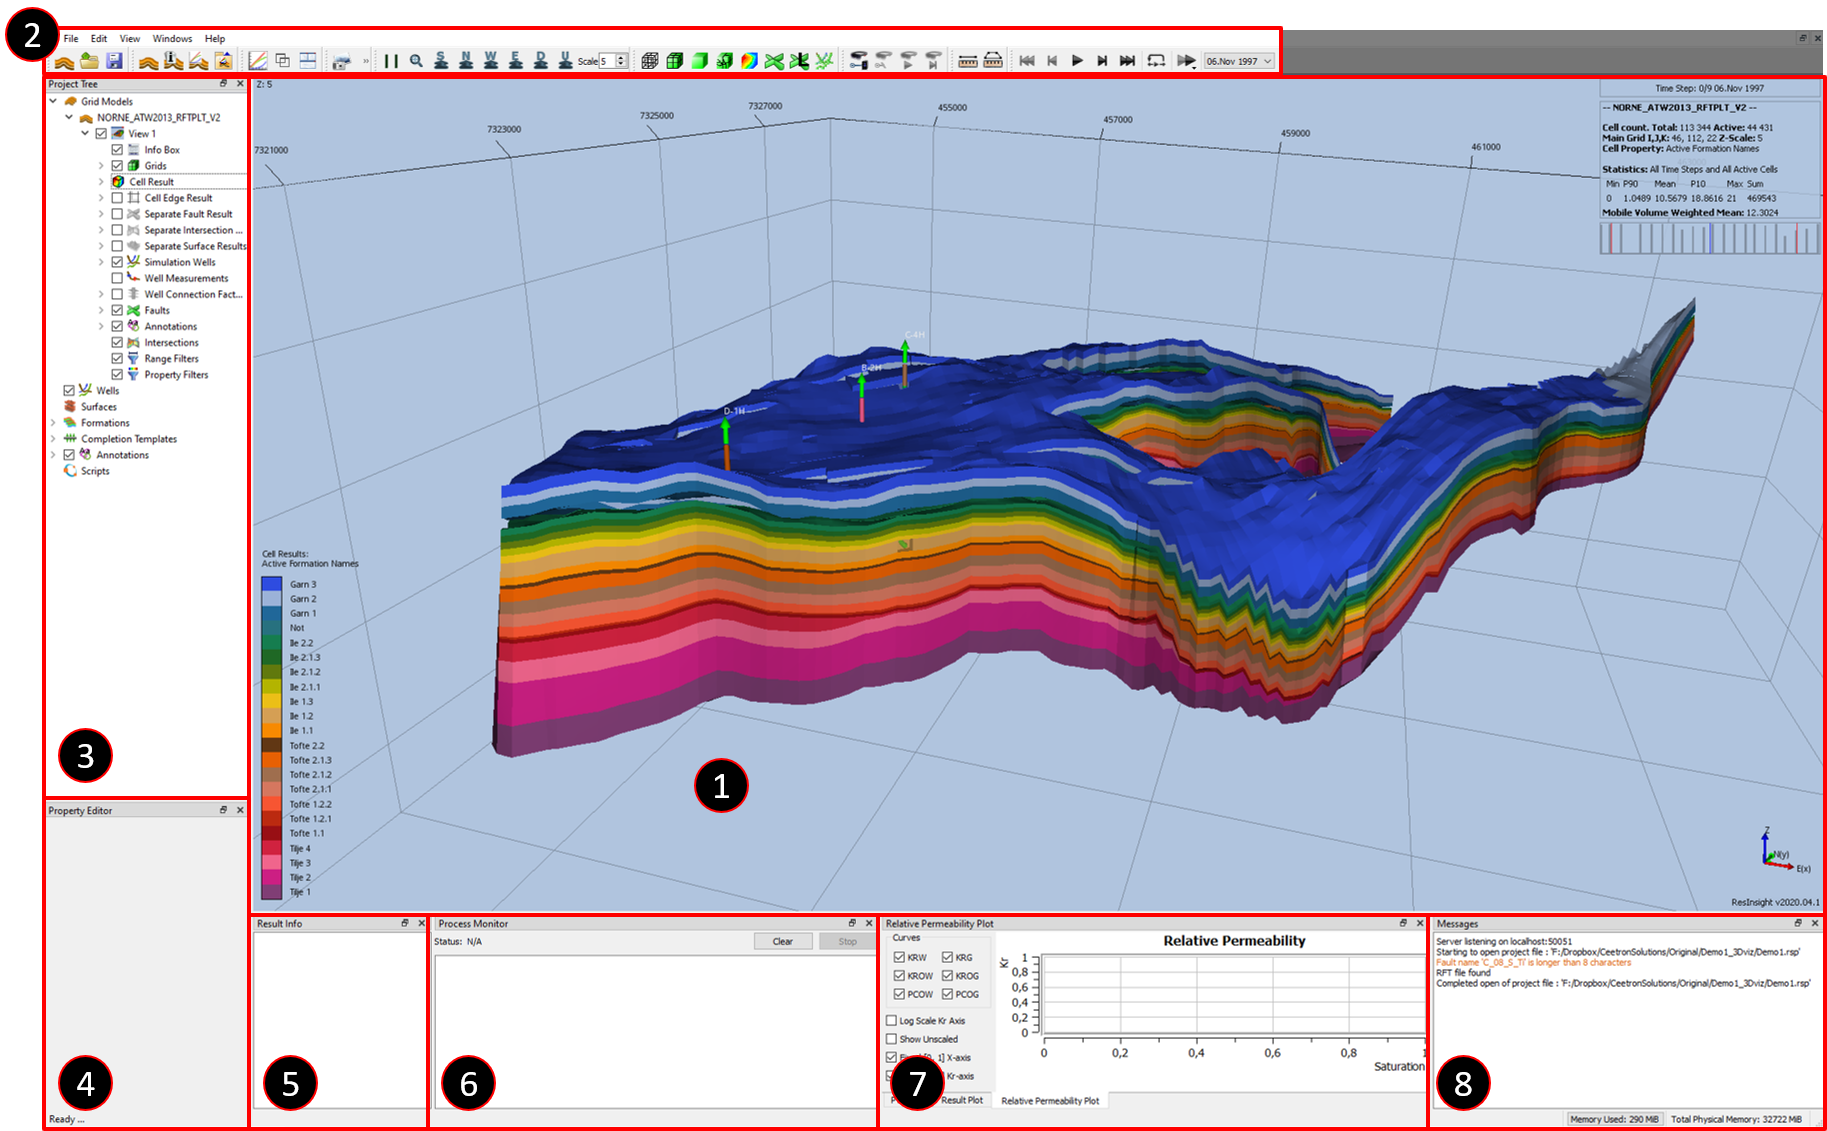 2
File Edit View Windows Help
S N W E D U Scale 5 06.Nov 1997
Project Tree
Grid Models
NORNE_ATW2013_RFTPLT_V2
View 1
Info Box
Grids
Cell Result
Cell Edge Result
Separate Fault Result
Separate Intersection ...
Separate Surface Results
Simulation Wells
Well Measurements
Well Connection Fact...
Faults
Annotations
Intersections
Range Filters
Property Filters
Wells
Surfaces
Formations
Completion Templates
Annotations
Scripts
3
Property Editor
4
Ready ...
Z: 5
7321000
7323000
7325000
7327000
455000
457000
459000
461000
Time Step: 0/9 06.Nov 1997
-- NORNE_ATW2013_RFTPLT_V2 --
Cell count. Total: 113 344 Active: 44 431
Main Grid I,J,K: 46, 112, 22 Z-Scale: 5
Cell Property: Active Formation Names
Statistics: All Time Steps and All Active Cells
Min P90 Mean P10 Max Sum
0 1.0489 10.5679 18.8616 21 469543
Mobile Volume Weighted Mean: 12.3024
C-4H
B-2H
D-1H
Cell Results:
Active Formation Names
Garn 3
Garn 2
Garn 1
Not
Ile 2.2
Ile 2.1.3
Ile 2.1.2
Ile 2.1.1
Ile 1.3
Ile 1.2
Ile 1.1
Tofte 2.2
Tofte 2.1.3
Tofte 2.1.2
Tofte 2.1.1
Tofte 1.2.2
Tofte 1.2.1
Tofte 1.1
Tilje 4
Tilje 3
Tilje 2
Tilje 1
1
Z
N(y)
E(x)
ResInsight v2020.04.1
Result Info
5
Process Monitor
Status: N/A
Clear
Stop
6
Relative Permeability Plot
Curves
KRW KRG
KROW KROG
PCOW PCOG
Log Scale Kr Axis
Show Unscaled
1] X-axis
Kr-axis
7
Result Plot
Relative Permeability Plot
Relative Permeability
Kr
1
0,8
0,6
0,4
0,2
0
0 0,2 0,4 0,6 0,8 1
Saturation
Messages
Server listening on localhost:50051
Starting to open project file : 'F:/Dropbox/CeetronSolutions/Original/Demo1_3Dviz/Demo1.rsp'
Fault name 'C_08_S_Ti' is longer than 8 characters
RFT file found
Completed open of project file : 'F:/Dropbox/CeetronSolutions/Original/Demo1_3Dviz/Demo1.rsp'
8
Memory Used: 290 MiB
Total Physical Memory: 32722 MiB